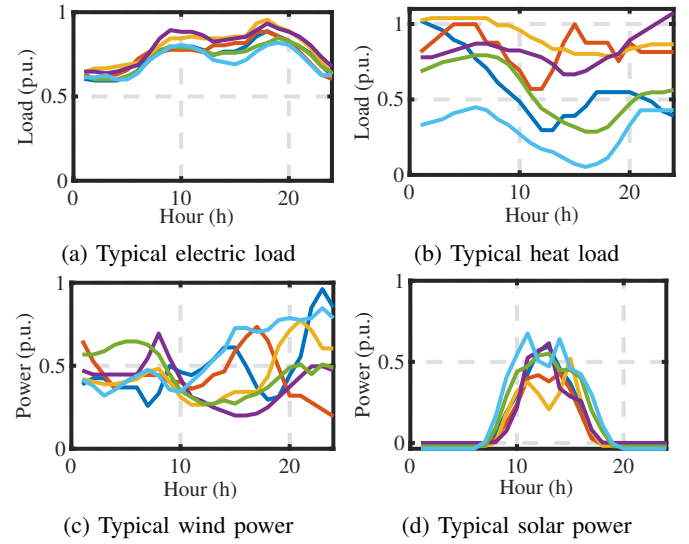 1
0.5
0
0
10
20
Load (p.u.)
Hour (h)
(a) Typical electric load
1
0.5
0
0
10
20
Load (p.u.)
Hour (h)
(b) Typical heat load
1
0.5
0
0
10
20
Power (p.u.)
Hour (h)
(c) Typical wind power
1
0.5
0
0
10
20
Power (p.u.)
Hour (h)
(d) Typical solar power